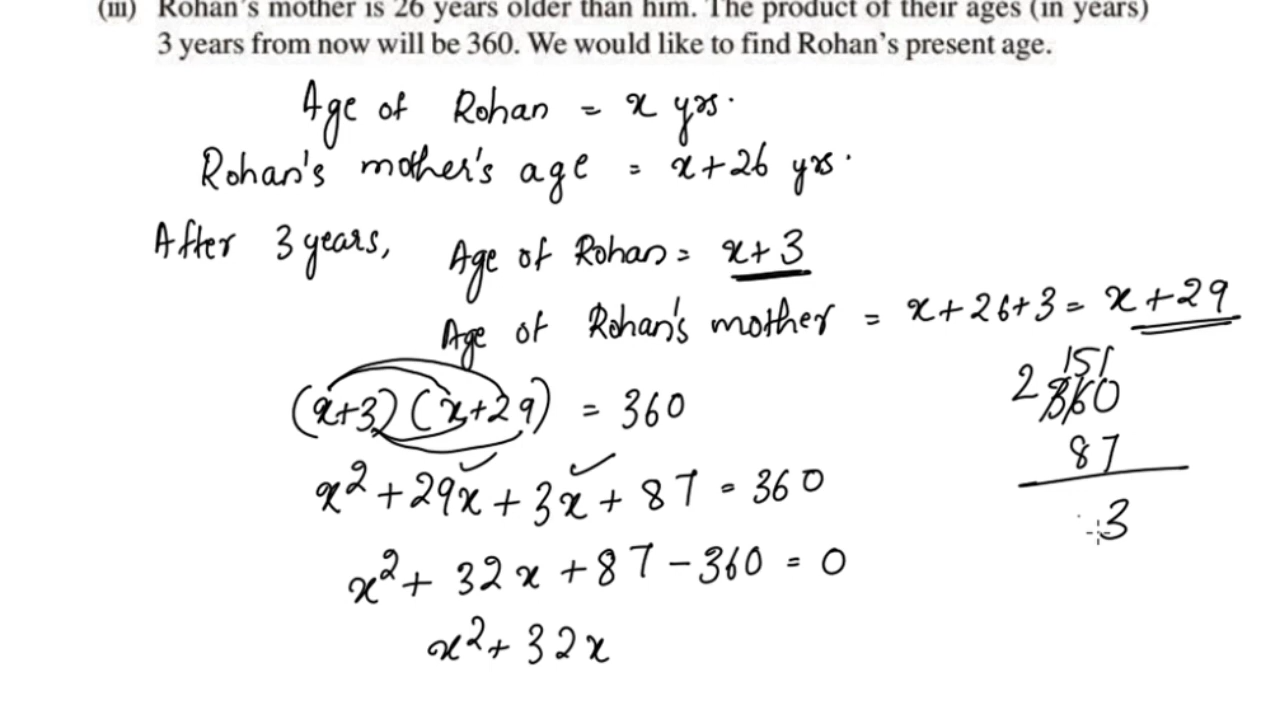 (iii) Rohan's mother is 26 years older than him. The product of their ages (in years)
3 years from now will be 360. We would like to find Rohan's present age.
Age of Rohan = x yrs.
Rohan's mother's age = x+26 yrs.
After 3 years, Age of Rohan = x+3
Age of Rohan's mother = x+26+3 = x+29
(x+3)(x+29) = 360
x²+29x+3x+87 = 360
x²+32x+87-360 = 0
x²+32x
2 15 1
360
87
3